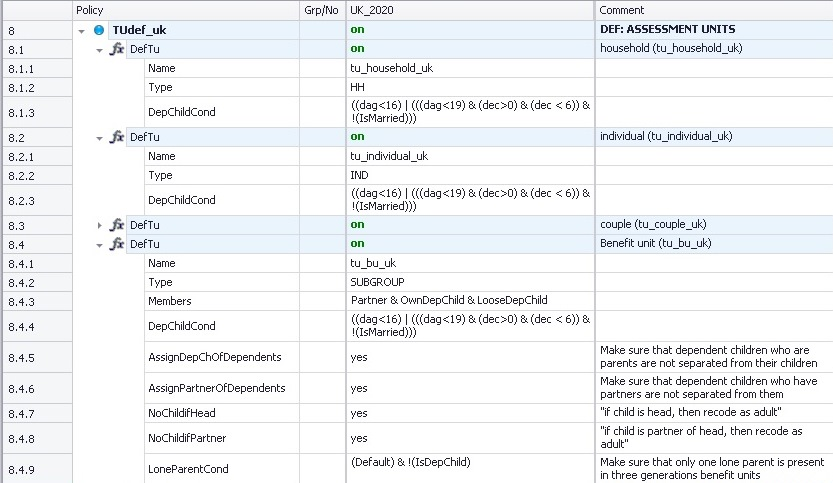 Policy Grp/No UK_2020 Comment
8 TUdef_uk on DEF: ASSESSMENT UNITS
8.1 fx DefTu on household (tu_household_uk)
8.1.1 Name tu_household_uk
8.1.2 Type HH
8.1.3 DepChildCond ((dag<16) | (((dag<19) & (dec>0) & (dec < 6)) &
!(IsMarried)))
8.2 fx DefTu on individual (tu_individual_uk)
8.2.1 Name tu_individual_uk
8.2.2 Type IND
8.2.3 DepChildCond ((dag<16) | (((dag<19) & (dec>0) & (dec < 6)) &
!(IsMarried)))
8.3 fx DefTu on couple (tu_couple_uk)
8.4 fx DefTu on Benefit unit (tu_bu_uk)
8.4.1 Name tu_bu_uk
8.4.2 Type SUBGROUP
8.4.3 Members Partner & OwnDepChild & LooseDepChild
8.4.4 DepChildCond ((dag<16) | (((dag<19) & (dec>0) & (dec < 6)) &
!(IsMarried)))
8.4.5 AssignDepChOfDependents yes Make sure that dependent children who are
parents are not separated from their children
8.4.6 AssignPartnerOfDependents yes Make sure that dependent children who have
partners are not separated from them
8.4.7 NoChildifHead yes "if child is head, then recode as adult"
8.4.8 NoChildifPartner yes "if child is partner of head, then recode as
adult"
8.4.9 LoneParentCond (Default) & !(IsDepChild) Make sure that only one lone parent is present
in three generations benefit units